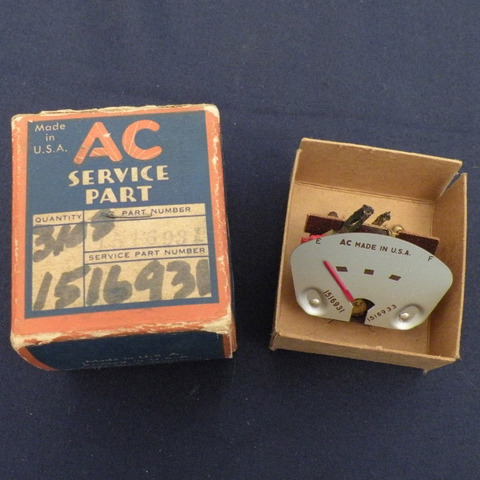 Made
in
U.S.A.
AC
SERVICE
PART
QUANTITY
PART NUMBER
SERVICE PART NUMBER
1516931
E
AC MADE IN U.S.A.
F
1516931
1516933